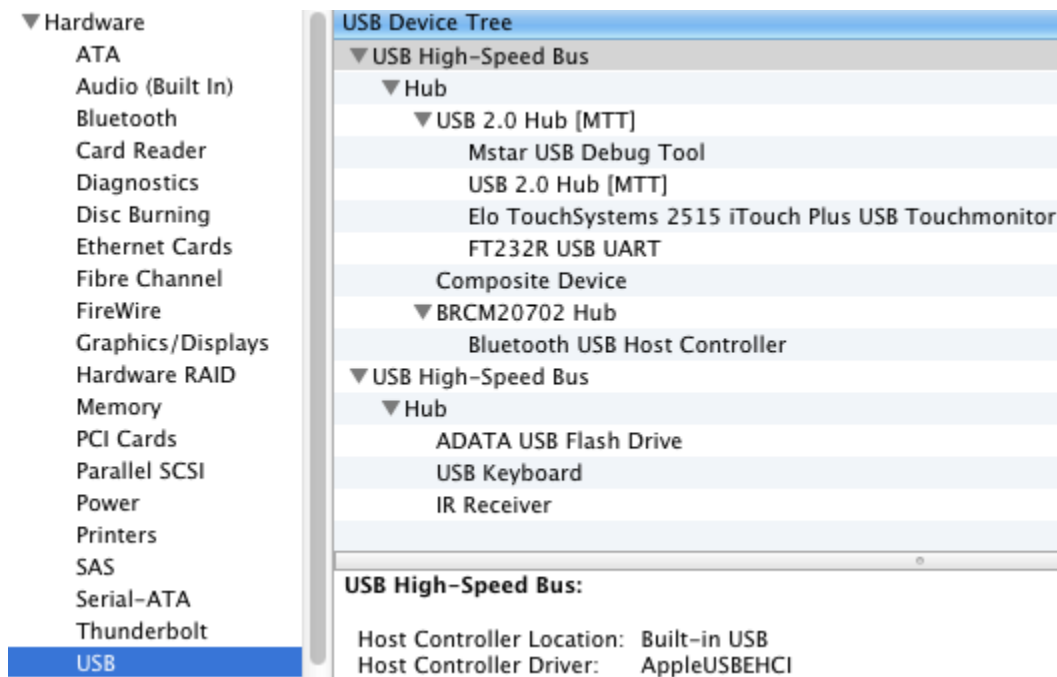 Hardware
ATA
Audio (Built In)
Bluetooth
Card Reader
Diagnostics
Disc Burning
Ethernet Cards
Fibre Channel
FireWire
Graphics/Displays
Hardware RAID
Memory
PCI Cards
Parallel SCSI
Power
Printers
SAS
Serial-ATA
Thunderbolt
USB
USB Device Tree
USB High-Speed Bus
Hub
USB 2.0 Hub [MTT]
Mstar USB Debug Tool
USB 2.0 Hub [MTT]
Elo TouchSystems 2515 iTouch Plus USB Touchmonitor
FT232R USB UART
Composite Device
BRCM20702 Hub
Bluetooth USB Host Controller
USB High-Speed Bus
Hub
ADATA USB Flash Drive
USB Keyboard
IR Receiver
USB High-Speed Bus:
Host Controller Location: Built-in USB
Host Controller Driver: AppleUSBEHCI